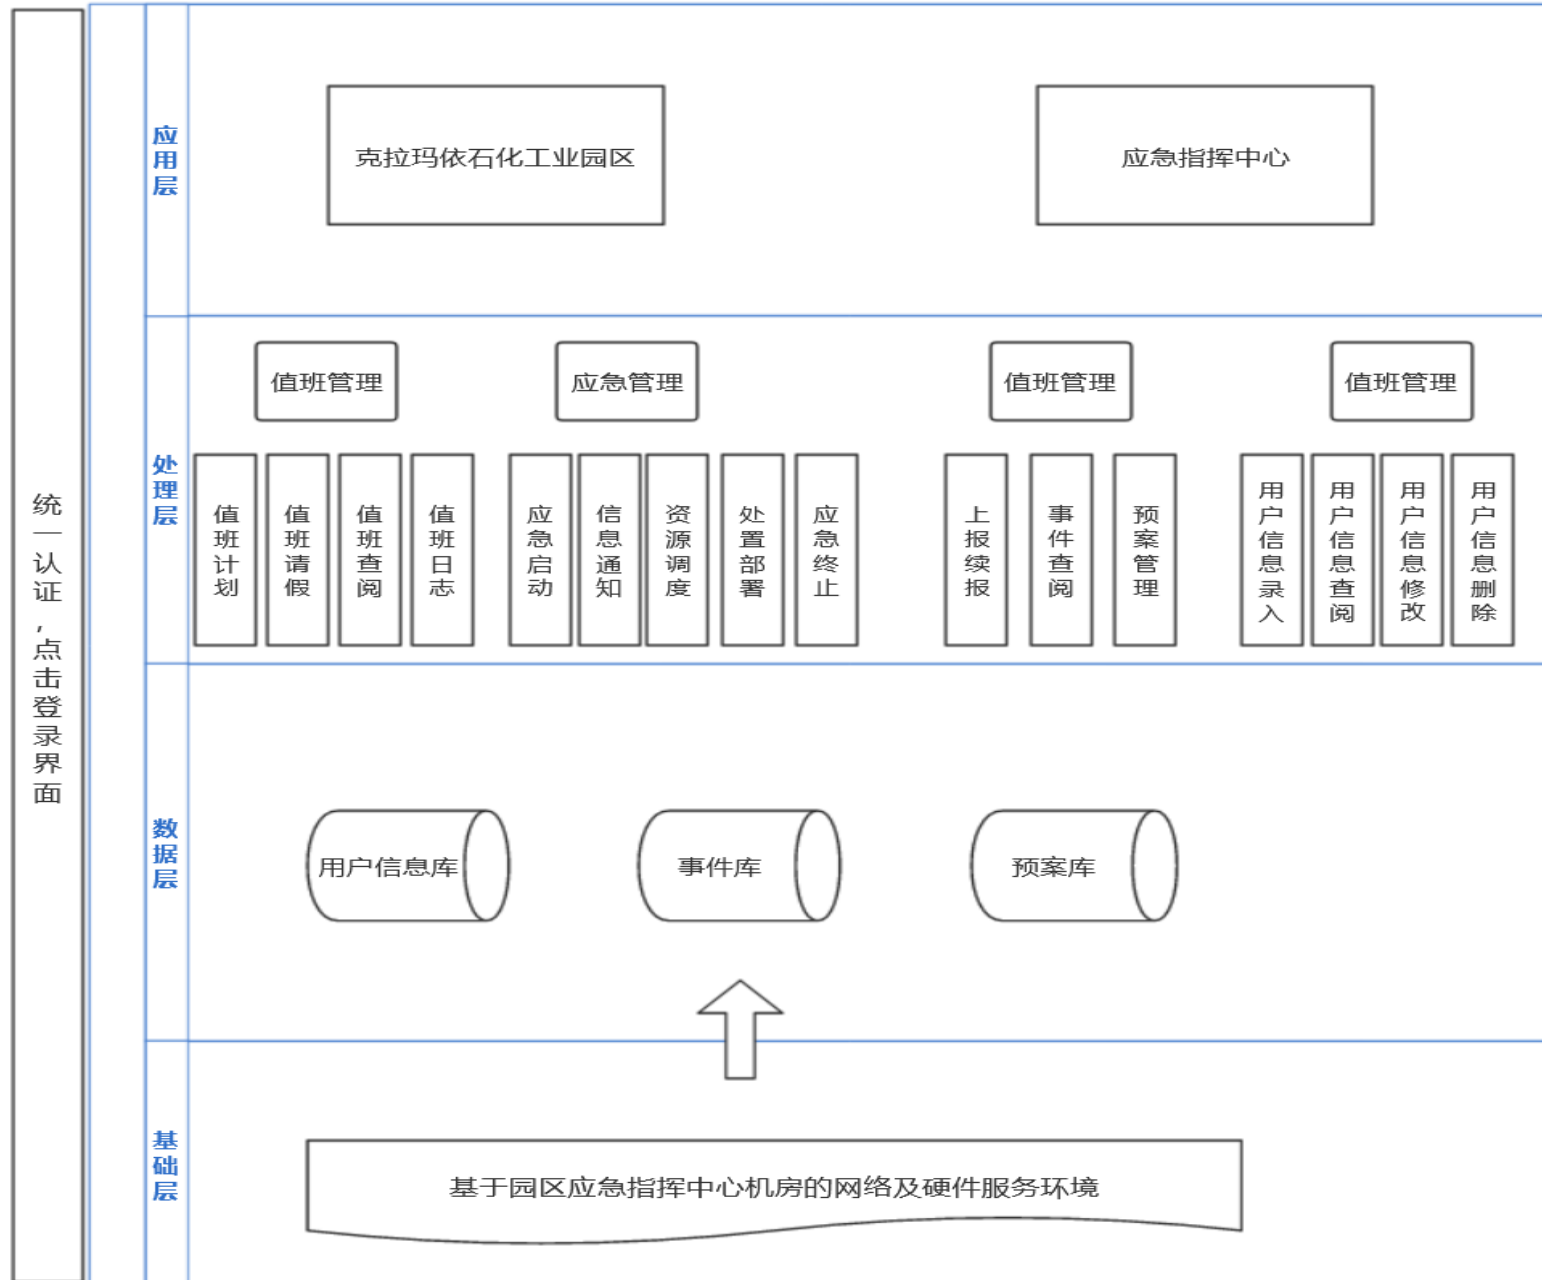 统一认证，点击登录界面
应用层
克拉玛依石化工业园区
应急指挥中心
处理层
值班管理
应急管理
值班管理
值班管理
值班计划
值班请假
值班查阅
值班日志
应急启动
信息通知
资源调度
处置部署
应急终止
上报续报
事件查阅
预案管理
用户信息录入
用户信息查阅
用户信息修改
用户信息删除
数据层
用户信息库
事件库
预案库
基础层
基于园区应急指挥中心机房的网络及硬件服务环境